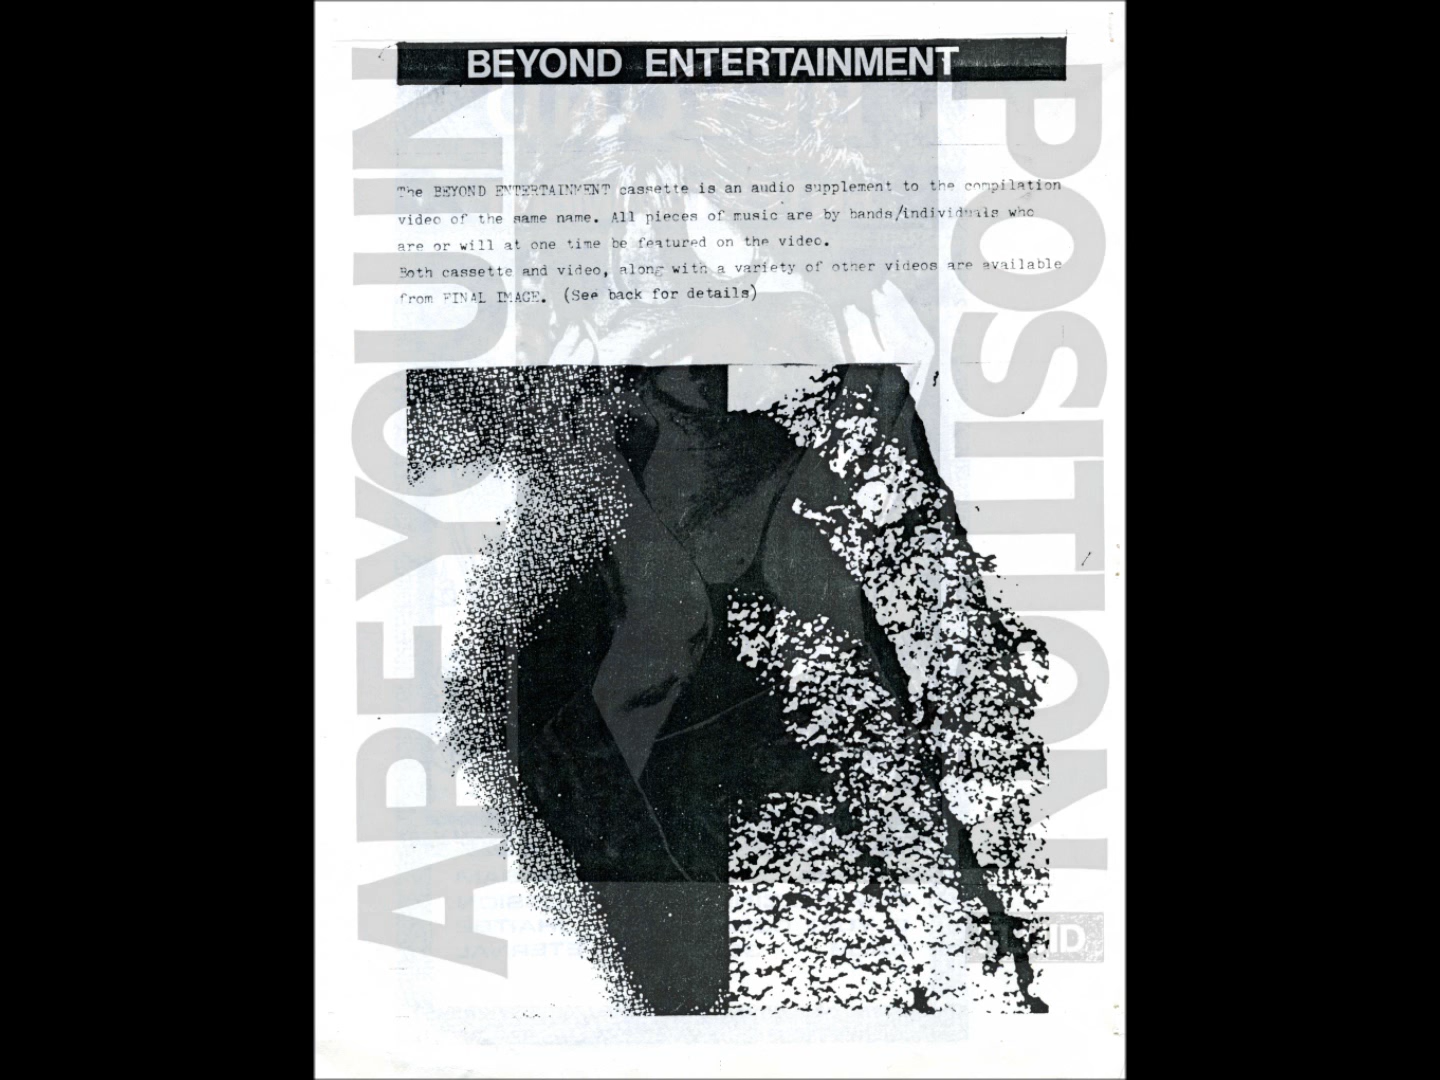 BEYOND ENTERTAINMENT
The BEYOND ENTERTAINMENT cassette is an audio supplement to the compilation
video of the same name. All pieces of music are by bands/individuals who
are or will at one time be featured on the video.
Both cassette and video, along with a variety of other videos are available
from FINAL IMAGE. (See back for details)
ARE YOU IN
POSITION
ID